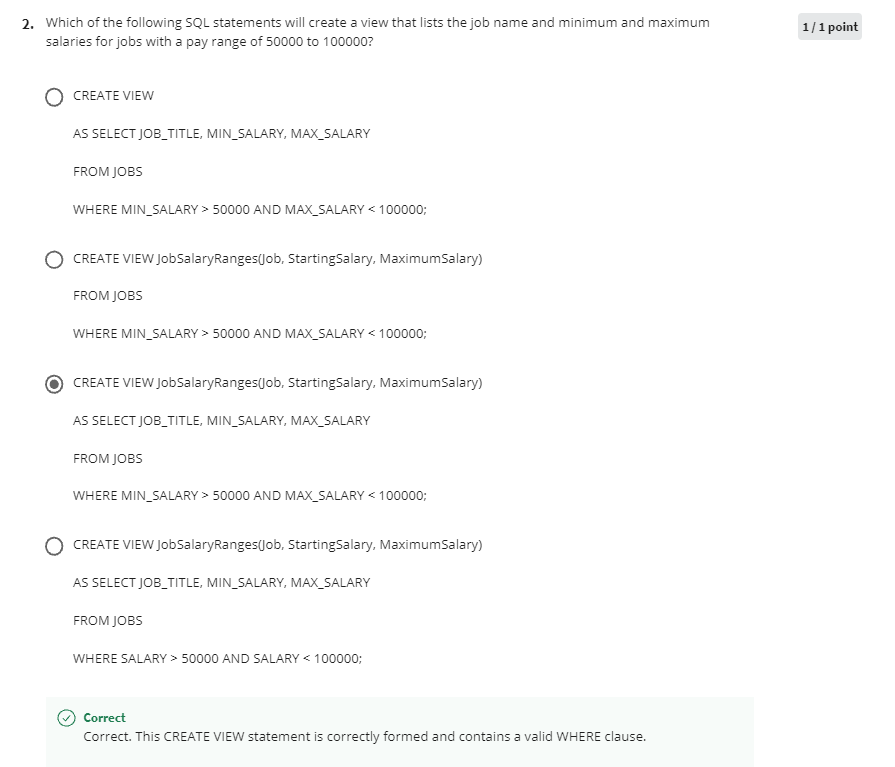 2. Which of the following SQL statements will create a view that lists the job name and minimum and maximum 1 / 1 point
salaries for jobs with a pay range of 50000 to 100000?
CREATE VIEW
AS SELECT JOB_TITLE, MIN_SALARY, MAX_SALARY
FROM JOBS
WHERE MIN_SALARY > 50000 AND MAX_SALARY < 100000;
CREATE VIEW JobSalaryRanges(Job, StartingSalary, MaximumSalary)
FROM JOBS
WHERE MIN_SALARY > 50000 AND MAX_SALARY < 100000;
CREATE VIEW JobSalaryRanges(Job, StartingSalary, MaximumSalary)
AS SELECT JOB_TITLE, MIN_SALARY, MAX_SALARY
FROM JOBS
WHERE MIN_SALARY > 50000 AND MAX_SALARY < 100000;
CREATE VIEW JobSalaryRanges(Job, StartingSalary, MaximumSalary)
AS SELECT JOB_TITLE, MIN_SALARY, MAX_SALARY
FROM JOBS
WHERE SALARY > 50000 AND SALARY < 100000;
Correct
Correct. This CREATE VIEW statement is correctly formed and contains a valid WHERE clause.